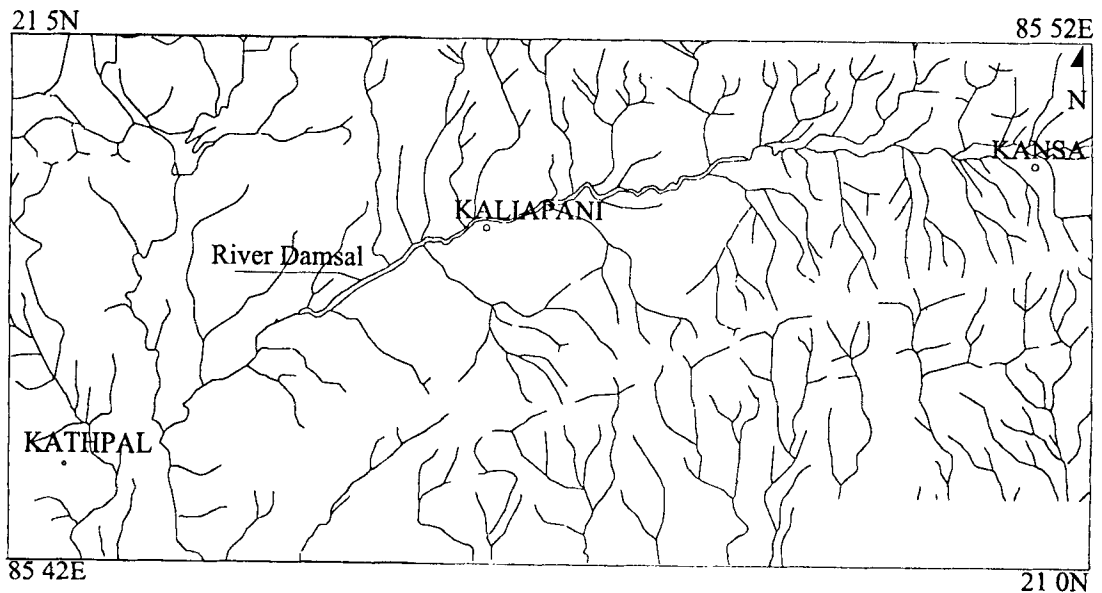 21 5N
85 52E
N
KANSA
KALIAPANI
River Damsal
KATHPAL
85 42E
21 0N